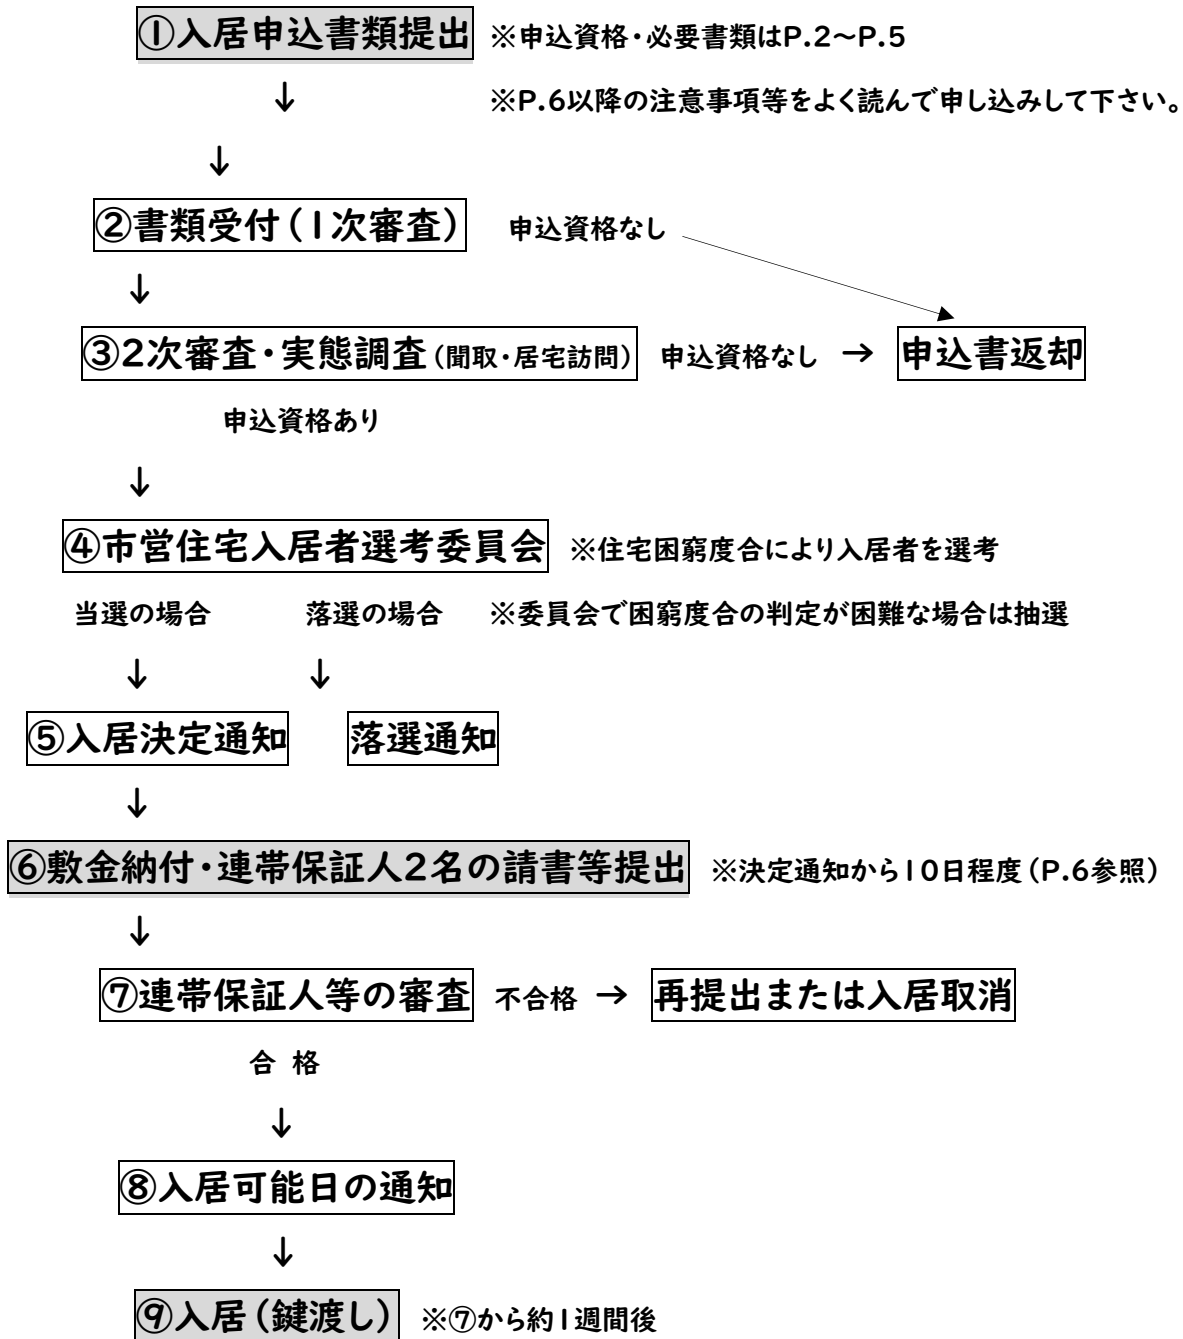 ①入居申込書類提出 ※申込資格・必要書類はP.2~P.5
↓ ※P.6以降の注意事項等をよく読んで申し込みして下さい。
↓
②書類受付(1次審査) 申込資格なし
↓
③2次審査・実態調査(聞取・居宅訪問) 申込資格なし → 申込書返却
申込資格あり
↓
④市営住宅入居者選考委員会 ※住宅困窮度合により入居者を選考
当選の場合 落選の場合 ※委員会で困窮度合の判定が困難な場合は抽選
↓ ↓
⑤入居決定通知 落選通知
↓
⑥敷金納付・連帯保証人2名の請書等提出 ※決定通知から10日程度(P.6参照)
↓
⑦連帯保証人等の審査 不合格 → 再提出または入居取消
合 格
↓
⑧入居可能日の通知
↓
⑨入居(鍵渡し) ※⑦から約1週間後